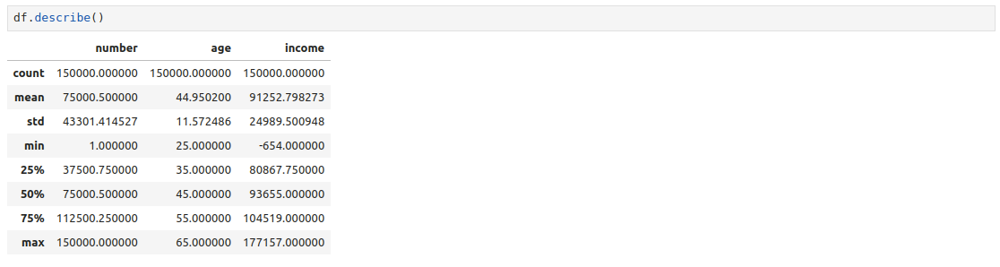 df.describe()
number age income
count 150000.000000 150000.000000 150000.000000
mean 75000.500000 44.950200 91252.798273
std 43301.414527 11.572486 24989.500948
min 1.000000 25.000000 -654.000000
25% 37500.750000 35.000000 80867.750000
50% 75000.500000 45.000000 93655.000000
75% 112500.250000 55.000000 104519.000000
max 150000.000000 65.000000 177157.000000